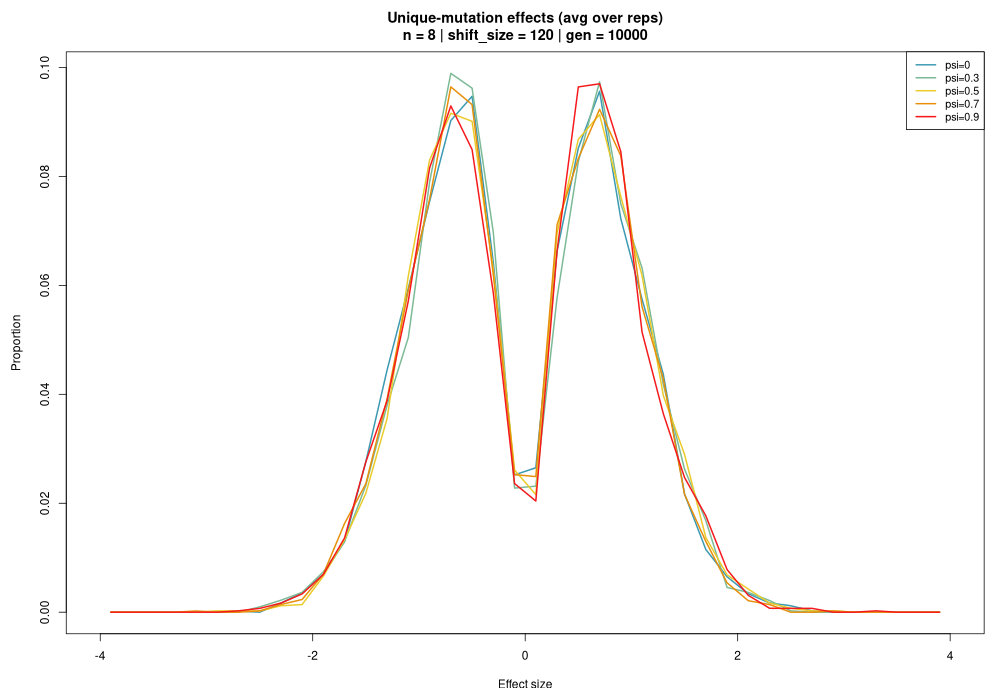 Unique-mutation effects (avg over reps)
n = 8 | shift_size = 120 | gen = 10000
psi=0
psi=0.3
psi=0.5
psi=0.7
psi=0.9
Proportion
0.10
0.08
0.06
0.04
0.02
0.00
-4 -2 0 2 4
Effect size